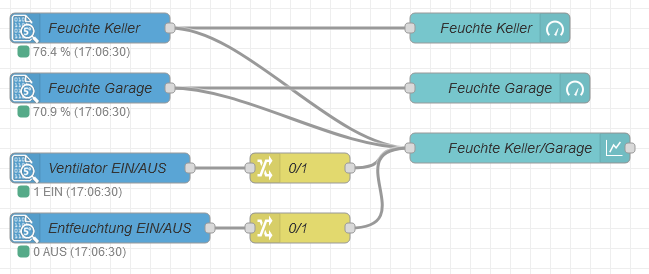 Feuchte Keller
Feuchte Keller
76.4 % (17:06:30)
Feuchte Garage
Feuchte Garage
70.9 % (17:06:30)
Feuchte Keller/Garage
Ventilator EIN/AUS
0/1
1 EIN (17:06:30)
Entfeuchtung EIN/AUS
0/1
0 AUS (17:06:30)